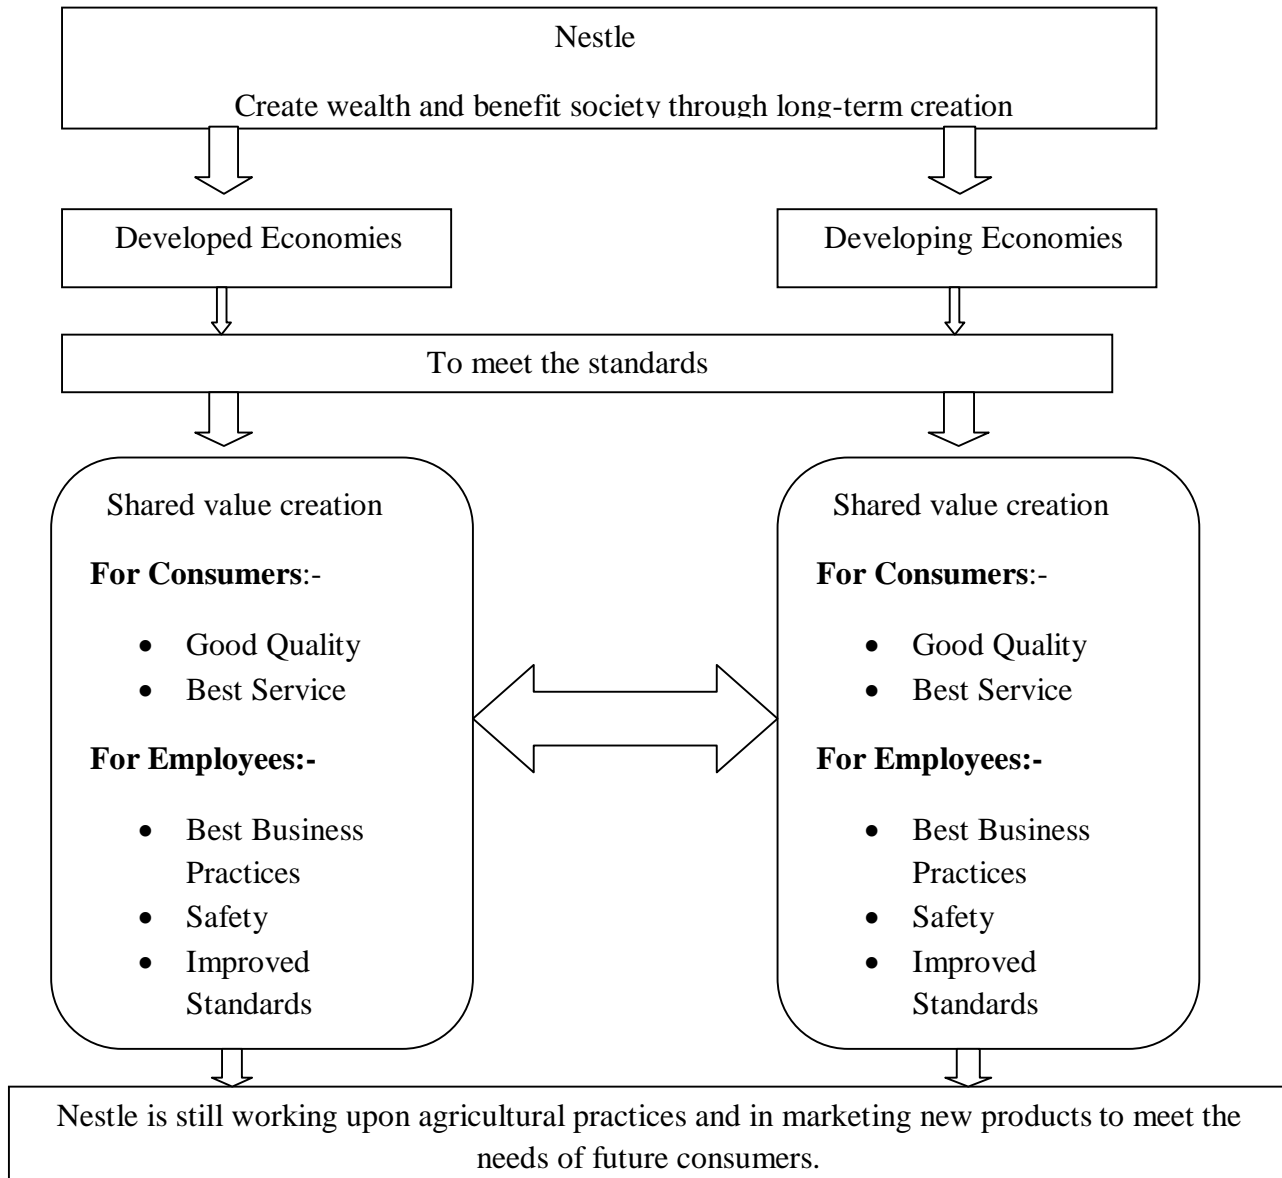 Nestle
Create wealth and benefit society through long-term creation
Developed Economies
Developing Economies
To meet the standards
Shared value creation
For Consumers:-
• Good Quality
• Best Service
For Employees:-
• Best Business
Practices
• Safety
• Improved
Standards
Shared value creation
For Consumers:-
• Good Quality
• Best Service
For Employees:-
• Best Business
Practices
• Safety
• Improved
Standards
Nestle is still working upon agricultural practices and in marketing new products to meet the
needs of future consumers.